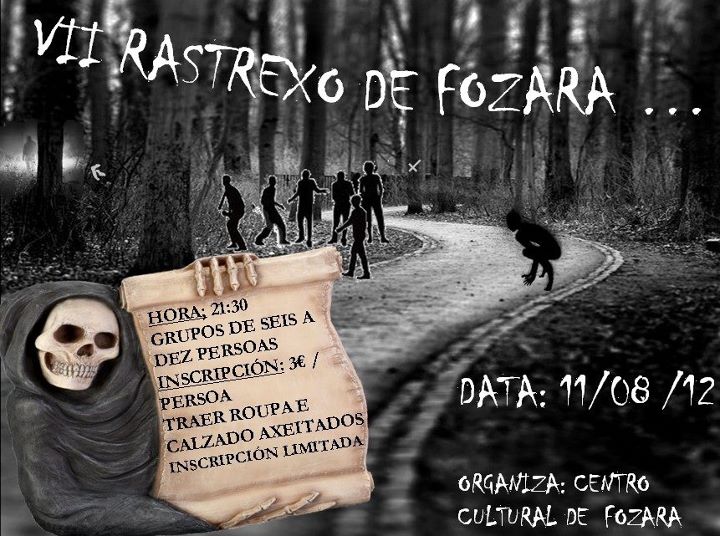 VII RASTREXO DE FOZARA ...
HORA; 21:30
GRUPOS DE SEIS A
DEZ PERSOAS
INSCRIPCIÓN: 3€ /
PERSOA
TRAER ROUPA E
CALZADO AXEITADOS
INSCRIPCIÓN LIMITADA
DATA: 11/08 /12
ORGANIZA: CENTRO
CULTURAL DE FOZARA